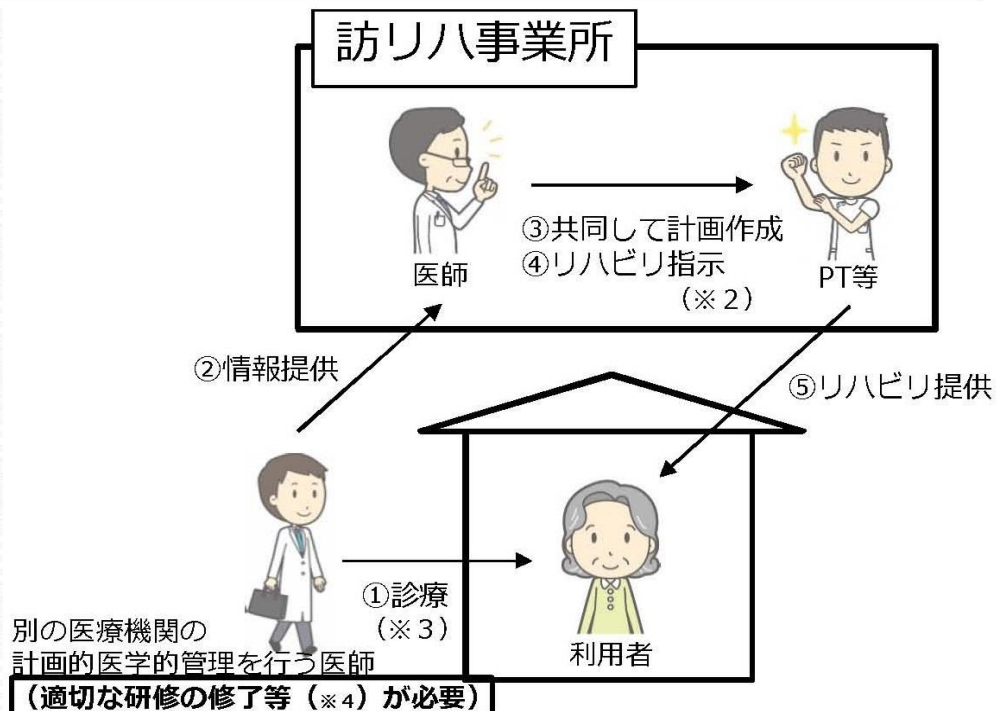 訪リハ事業所
医師
③共同して計画作成
④リハビリ指示
（※２）
PT等
②情報提供
⑤リハビリ提供
①診療
（※３）
利用者
別の医療機関の
計画的医学的管理を行う医師
（適切な研修の修了等（※4）が必要）